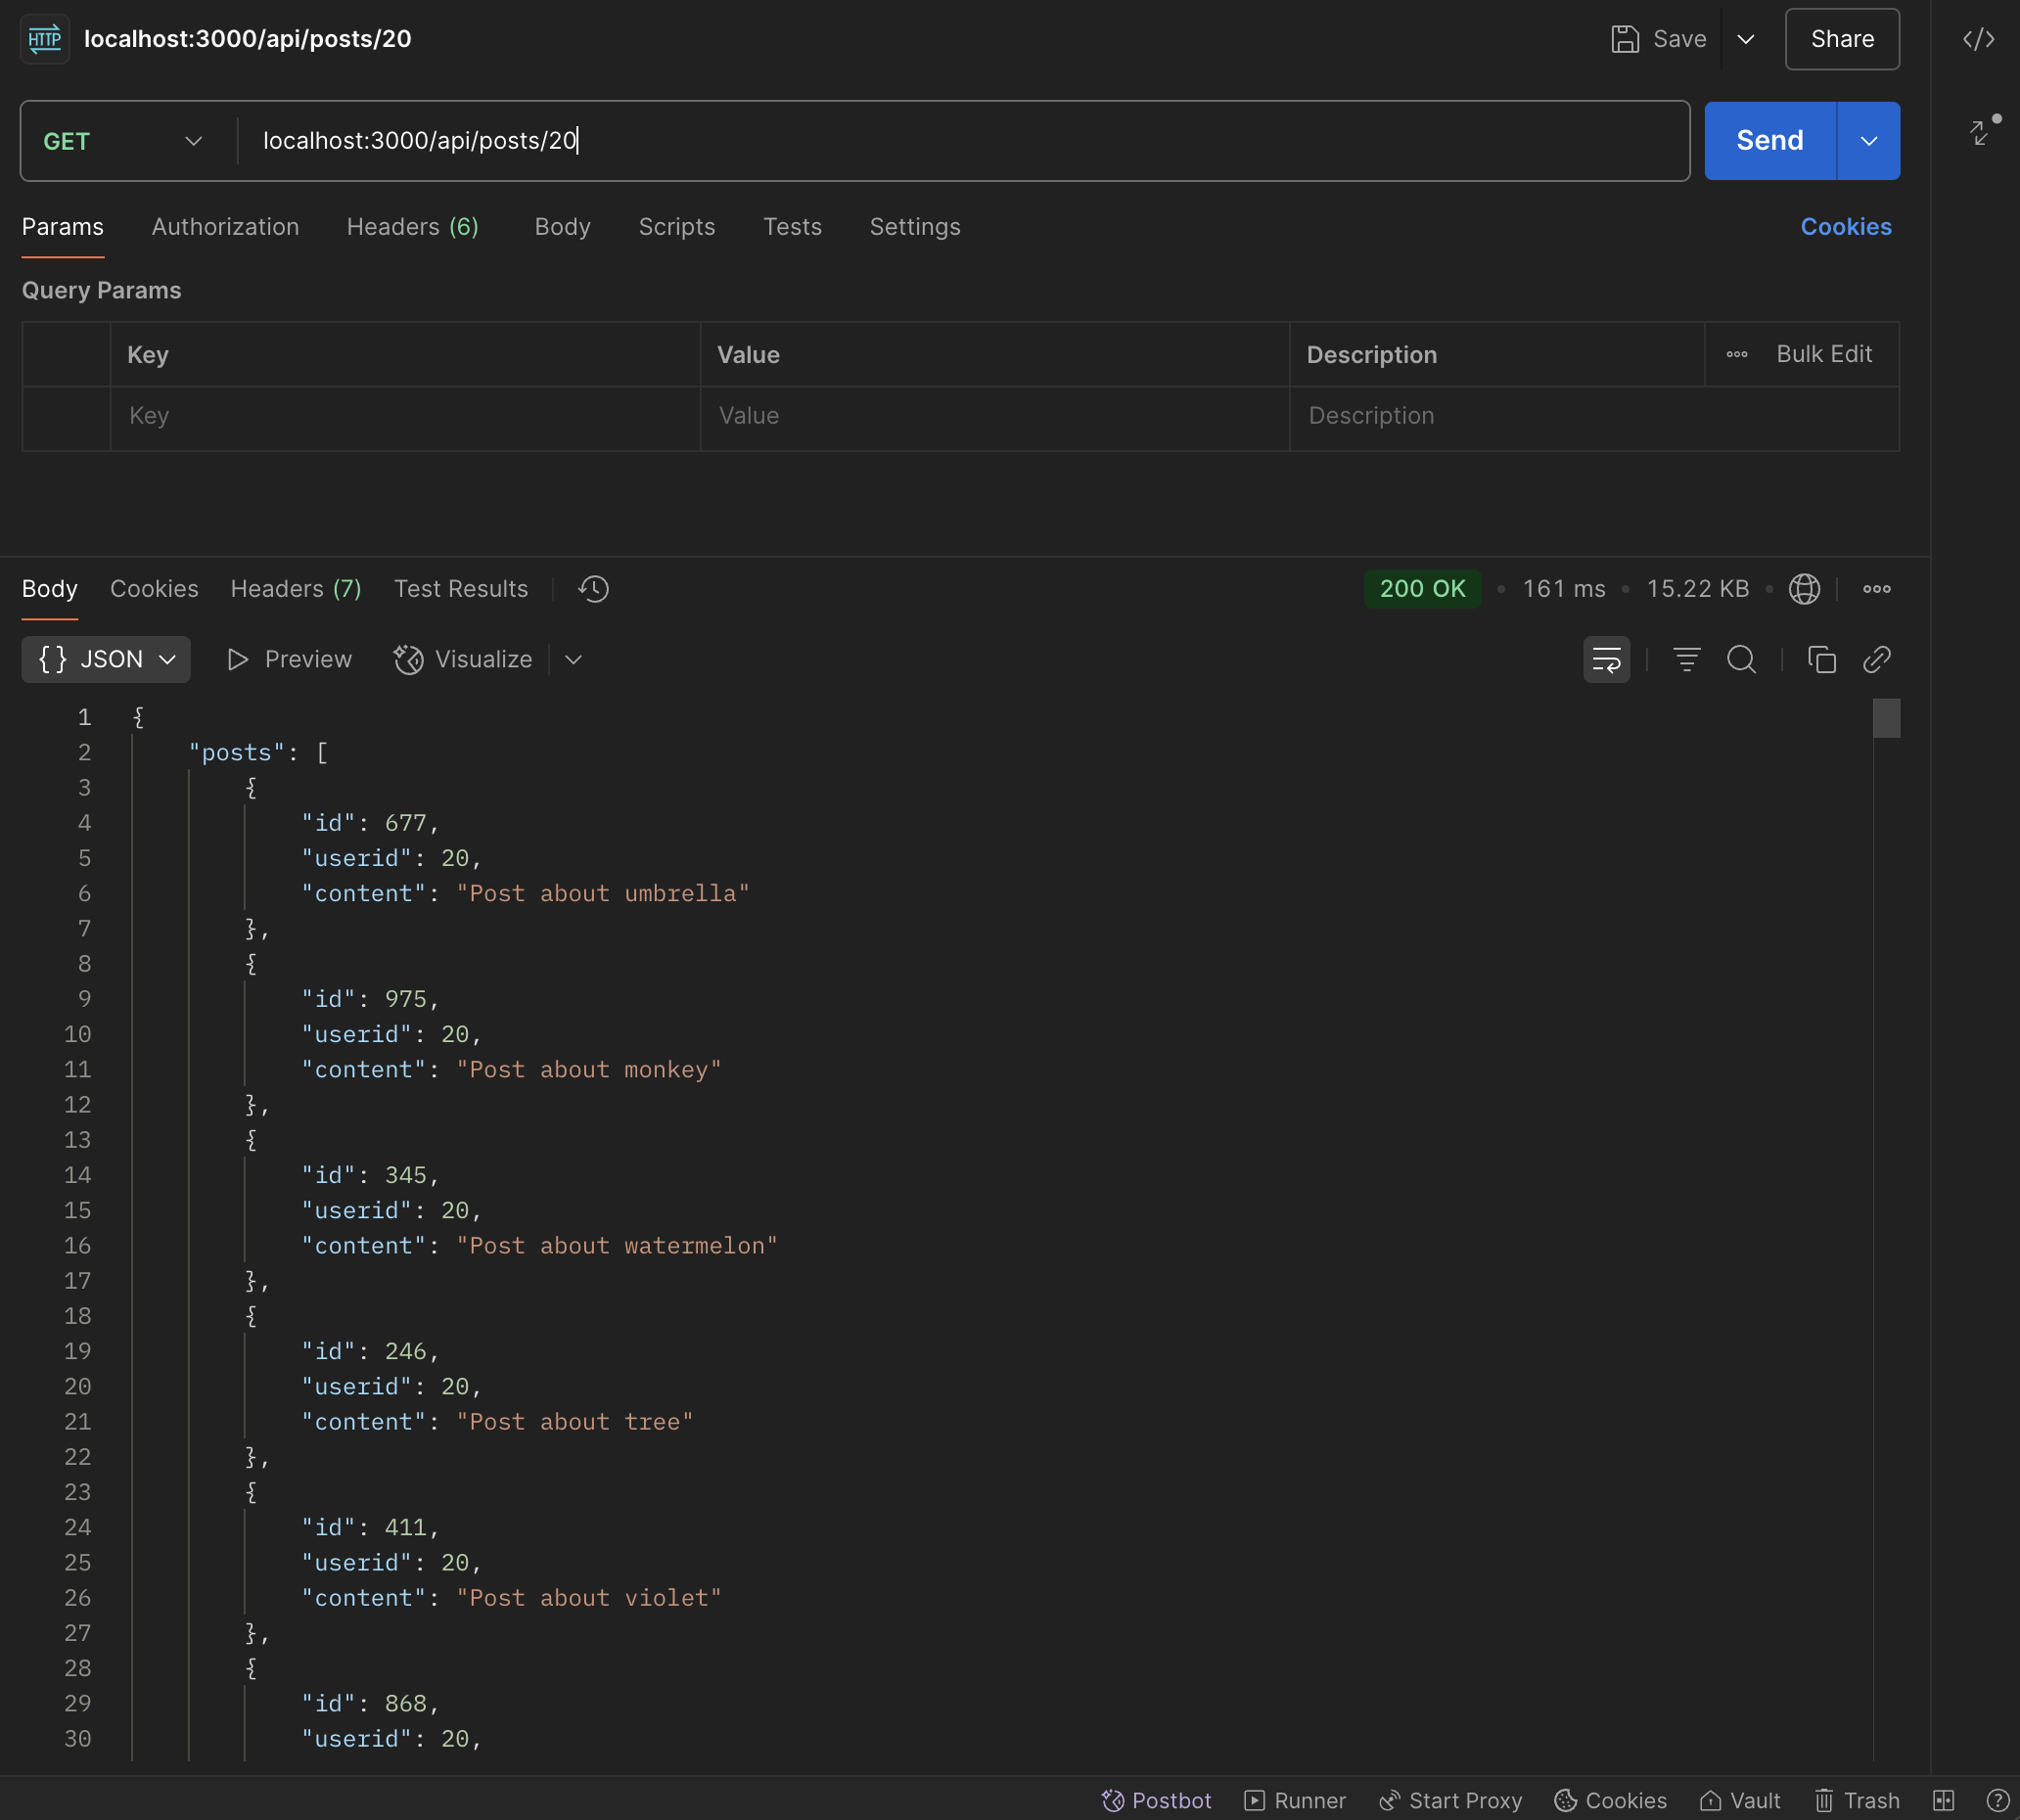 HTTP localhost:3000/api/posts/20 Save Share
GET localhost:3000/api/posts/20 Send
Params Authorization Headers (6) Body Scripts Tests Settings Cookies
Query Params
Key Value Description Bulk Edit
Key Value Description
Body Cookies Headers (7) Test Results 200 OK • 161 ms • 15.22 KB •
{} JSON Preview Visualize
1 {
2 "posts": [
3 {
4 "id": 677,
5 "userid": 20,
6 "content": "Post about umbrella"
7 },
8 {
9 "id": 975,
10 "userid": 20,
11 "content": "Post about monkey"
12 },
13 {
14 "id": 345,
15 "userid": 20,
16 "content": "Post about watermelon"
17 },
18 {
19 "id": 246,
20 "userid": 20,
21 "content": "Post about tree"
22 },
23 {
24 "id": 411,
25 "userid": 20,
26 "content": "Post about violet"
27 },
28 {
29 "id": 868,
30 "userid": 20,
Postbot Runner Start Proxy Cookies Vault Trash